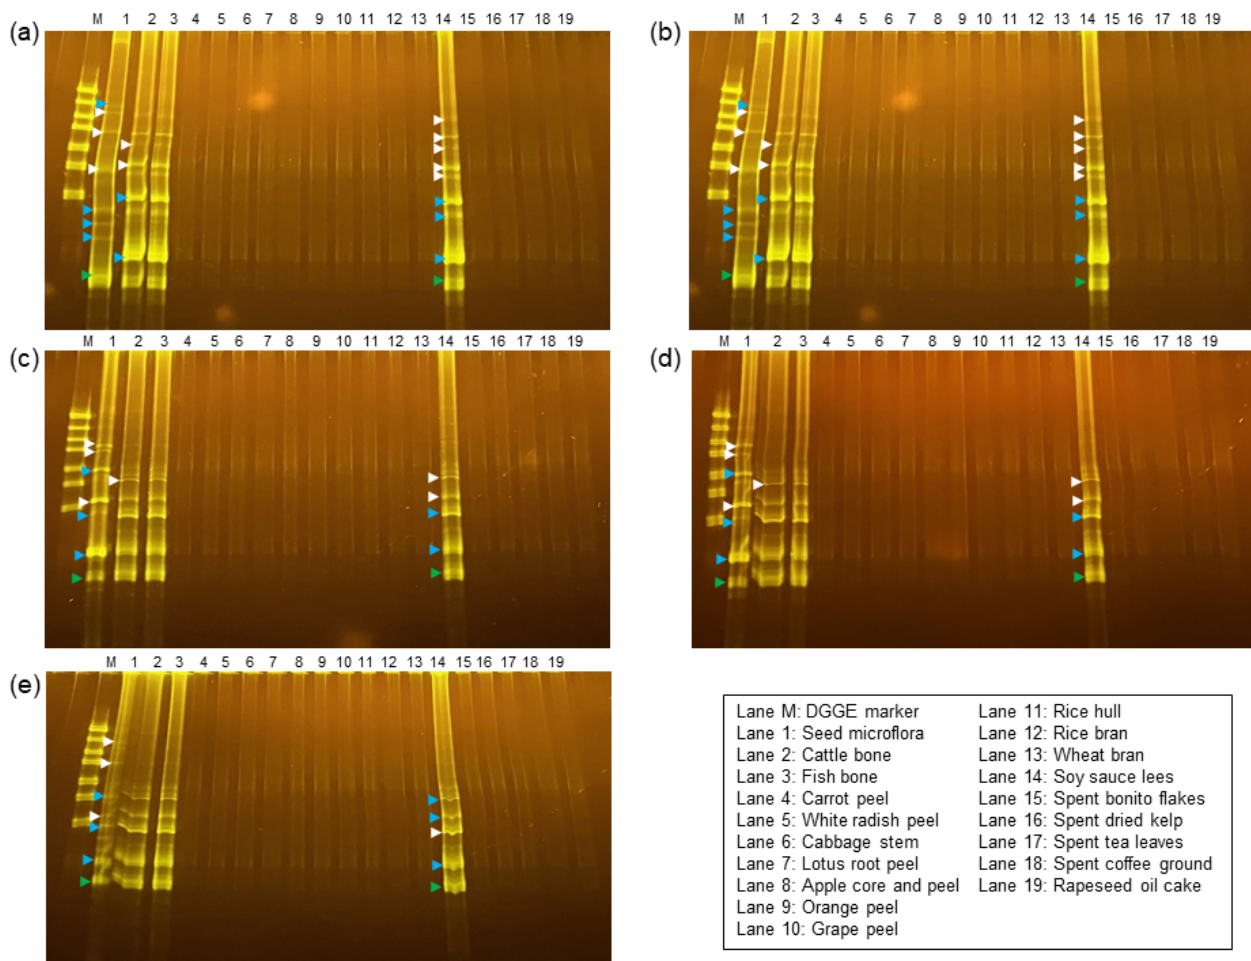 M 1 2 3 4 5 6 7 8 9 10 11 12 13 14 15 16 17 18 19
M 1 2 3 4 5 6 7 8 9 10 11 12 13 14 15 16 17 18 19
(a)
(b)
M 1 2 3 4 5 6 7 8 9 10 11 12 13 14 15 16 17 18 19
M 1 2 3 4 5 6 7 8 9 10 11 12 13 14 15 16 17 18 19
(c)
(d)
M 1 2 3 4 5 6 7 8 9 10 11 12 13 14 15 16 17 18 19
(e)
Lane M: DGGE marker
Lane 1: Seed microflora
Lane 2: Cattle bone
Lane 3: Fish bone
Lane 4: Carrot peel
Lane 5: White radish peel
Lane 6: Cabbage stem
Lane 7: Lotus root peel
Lane 8: Apple core and peel
Lane 9: Orange peel
Lane 10: Grape peel
Lane 11: Rice hull
Lane 12: Rice bran
Lane 13: Wheat bran
Lane 14: Soy sauce lees
Lane 15: Spent bonito flakes
Lane 16: Spent dried kelp
Lane 17: Spent tea leaves
Lane 18: Spent coffee ground
Lane 19: Rapeseed oil cake